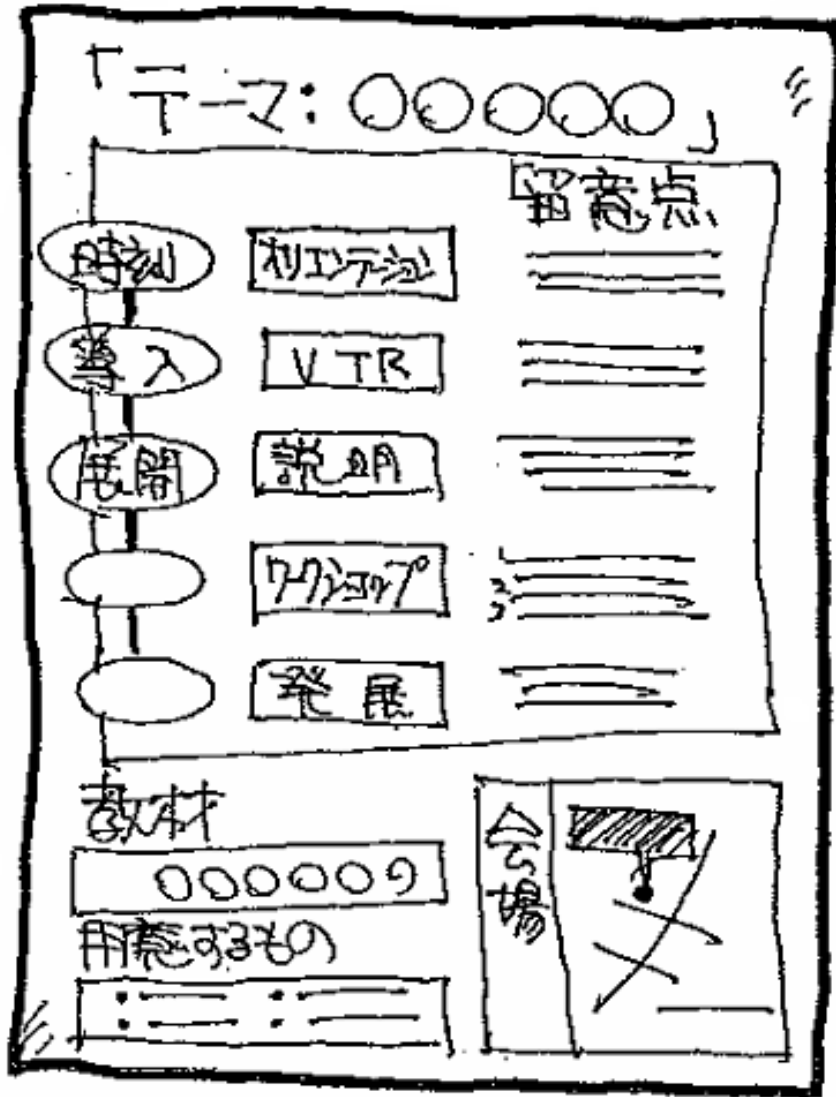 「テーマ:○○○○○」
留意点
時刻 オリエンテーション
導入 VTR
展開 説明
ワークショップ
発展
教材
○○○○○
用意するもの
会場